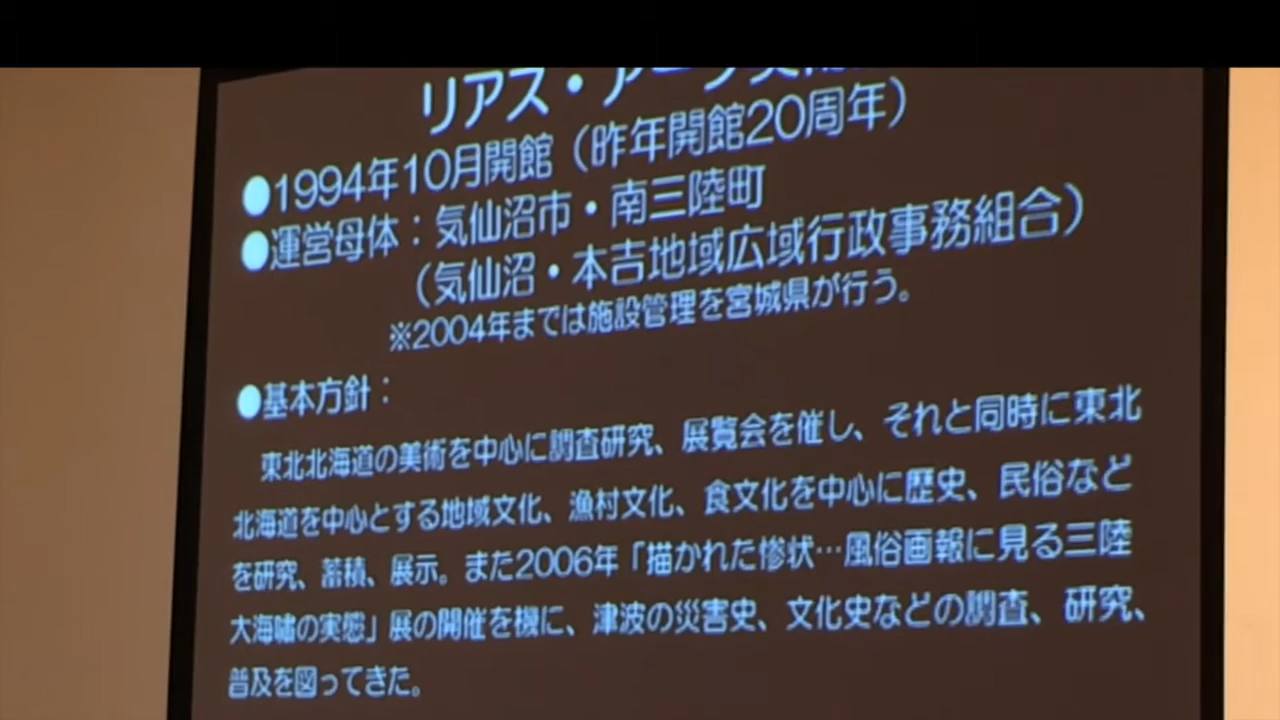 リアス・アーク
●1994年10月開館（昨年開館20周年）
●運営母体：気仙沼市・南三陸町
（気仙沼・本吉地域広域行政事務組合）
※2004年までは施設管理を宮城県が行う。
●基本方針：
東北北海道の美術を中心に調査研究、展覧会を催し、それと同時に東北
北海道を中心とする地域文化、漁村文化、食文化を中心に歴史、民俗など
を研究、蓄積、展示。また2006年「描かれた惨状…風俗画報に見る三陸
大海嘯の実態」展の開催を機に、津波の災害史、文化史などの調査、研究、
普及を図ってきた。